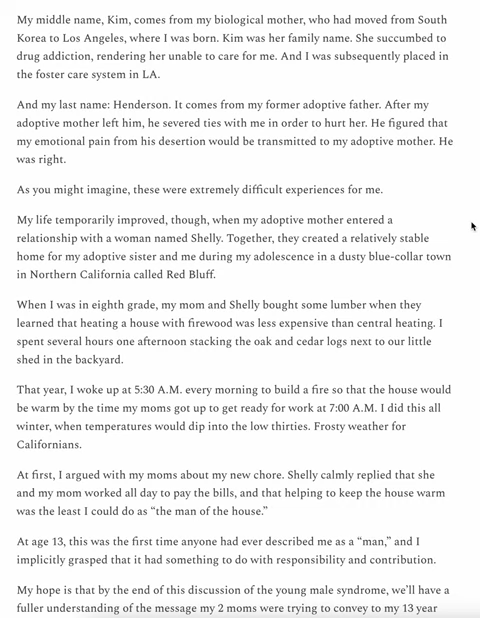 My middle name, Kim, comes from my biological mother, who had moved from South
Korea to Los Angeles, where I was born. Kim was her family name. She succumbed to
drug addiction, rendering her unable to care for me. And I was subsequently placed in
the foster care system in LA.
And my last name: Henderson. It comes from my former adoptive father. After my
adoptive mother left him, he severed ties with me in order to hurt her. He figured that
my emotional pain from his desertion would be transmitted to my adoptive mother. He
was right.
As you might imagine, these were extremely difficult experiences for me.
My life temporarily improved, though, when my adoptive mother entered a
relationship with a woman named Shelly. Together, they created a relatively stable
home for my adoptive sister and me during my adolescence in a dusty blue-collar town
in Northern California called Red Bluff.
When I was in eighth grade, my mom and Shelly bought some lumber when they
learned that heating a house with firewood was less expensive than central heating. I
spent several hours one afternoon stacking the oak and cedar logs next to our little
shed in the backyard.
That year, I woke up at 5:30 A.M. every morning to build a fire so that the house would
be warm by the time my moms got up to get ready for work at 7:00 A.M. I did this all
winter, when temperatures would dip into the low thirties. Frosty weather for
Californians.
At first, I argued with my moms about my new chore. Shelly calmly replied that she
and my mom worked all day to pay the bills, and that helping to keep the house warm
was the least I could do as “the man of the house.”
At age 13, this was the first time anyone had ever described me as a “man,” and I
implicitly grasped that it had something to do with responsibility and contribution.
My hope is that by the end of this discussion of the young male syndrome, we’ll have a
fuller understanding of the message my 2 moms were trying to convey to my 13 year